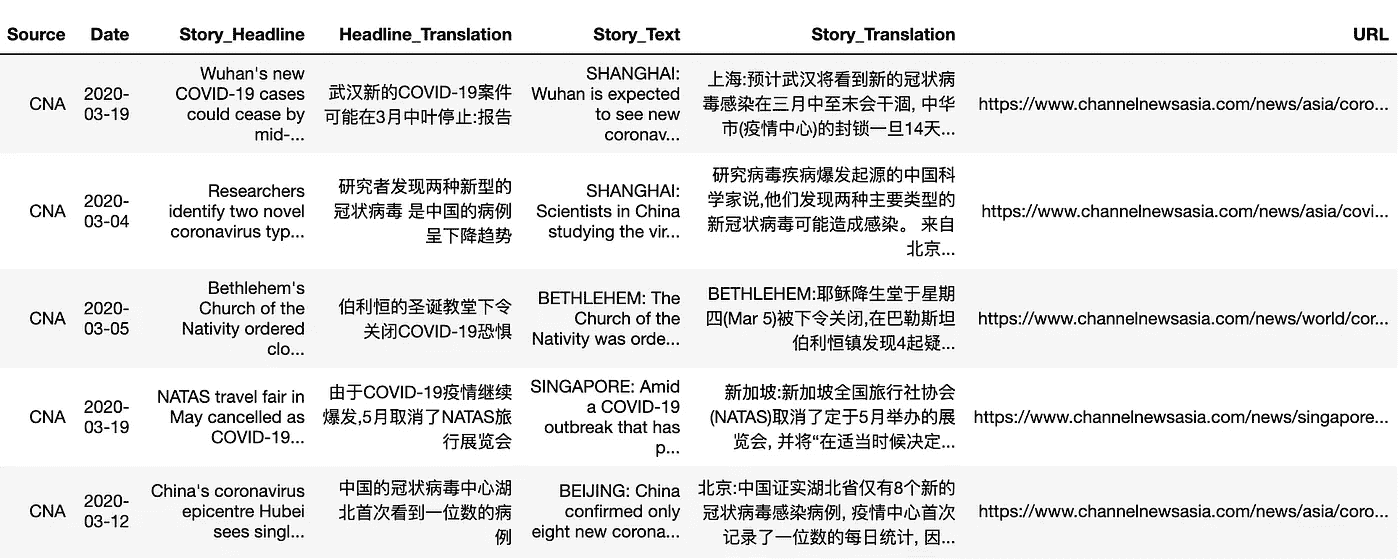 Source Date Story_Headline Headline_Translation Story_Text Story_Translation URL
CNA
2020-
03-19
Wuhan's new
COVID-19 cases
could cease by
mid-...
武汉新的COVID-19案件
可能在3月中叶停止:报告
SHANGHAI:
Wuhan is expected
to see new
coronav...
上海:预计武汉将看到新的冠状病
毒感染在三月中至末会干涸, 中华
市(疫情中心)的封锁一旦14天...
https://www.channelnewsasia.com/news/asia/coro...
CNA
2020-
03-04
Researchers
identify two novel
coronavirus typ...
研究者发现两种新型的
冠状病毒 是中国的病例
呈下降趋势
SHANGHAI:
Scientists in China
studying the vir...
研究病毒疾病爆发起源的中国科
学家说,他们发现两种主要类型的
新冠状病毒可能造成感染。 来自
北京...
https://www.channelnewsasia.com/news/asia/covi...
CNA
2020-
03-05
Bethlehem's
Church of the
Nativity ordered
clo...
伯利恒的圣诞教堂下令
关闭COVID-19恐惧
BETHLEHEM: The
Church of the
Nativity was orde...
BETHLEHEM:耶稣降生堂于星期
四(Mar 5)被下令关闭,在巴勒斯坦
伯利恒镇发现4起疑...
https://www.channelnewsasia.com/news/world/cor...
CNA
2020-
03-19
NATAS travel fair in
May cancelled as
COVID-19...
由于COVID-19疫情继续
爆发,5月取消了NATAS旅
行展览会
SINGAPORE: Amid
a COVID-19
outbreak that has
p...
新加坡:新加坡全国旅行社协会
(NATAS)取消了定于5月举办的展
览会, 并将“在适当时候决定...
https://www.channelnewsasia.com/news/singapore...
CNA
2020-
03-12
China's coronavirus
epicentre Hubei
sees singl...
中国的冠状病毒中心湖
北首次看到一位数的病
例
BEIJING: China
confirmed only
eight new corona...
北京:中国证实湖北省仅有8个新的
冠状病毒感染病例, 疫情中心首次
记录了一位数的每日统计, 因...
https://www.channelnewsasia.com/news/asia/coro...